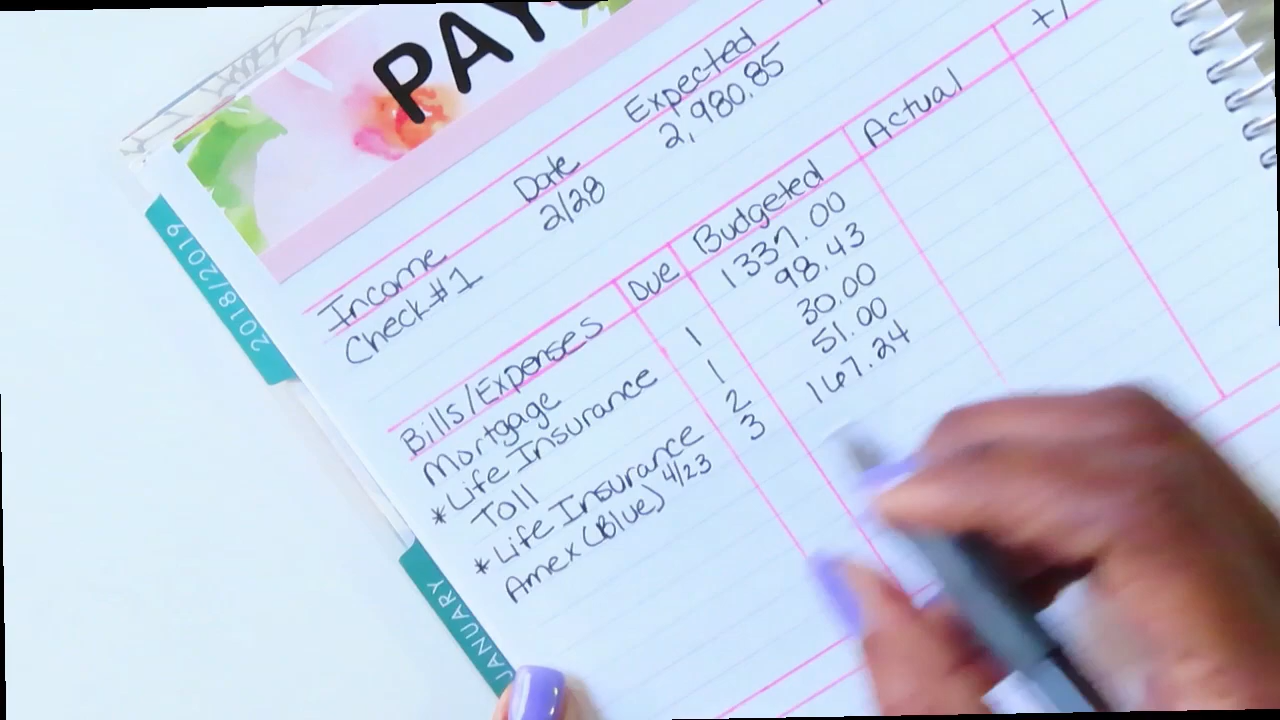 PAY
Income Date Expected
Check #1 2/28 2,980.85
Bills/Expenses Due Budgeted Actual +/
Mortgage 1337.00
*Life Insurance 1 98.43
Toll 1 30.00
*Life Insurance 2 51.00
Amex (Blue) 4/23 3 167.24
2018/2019
JANUARY